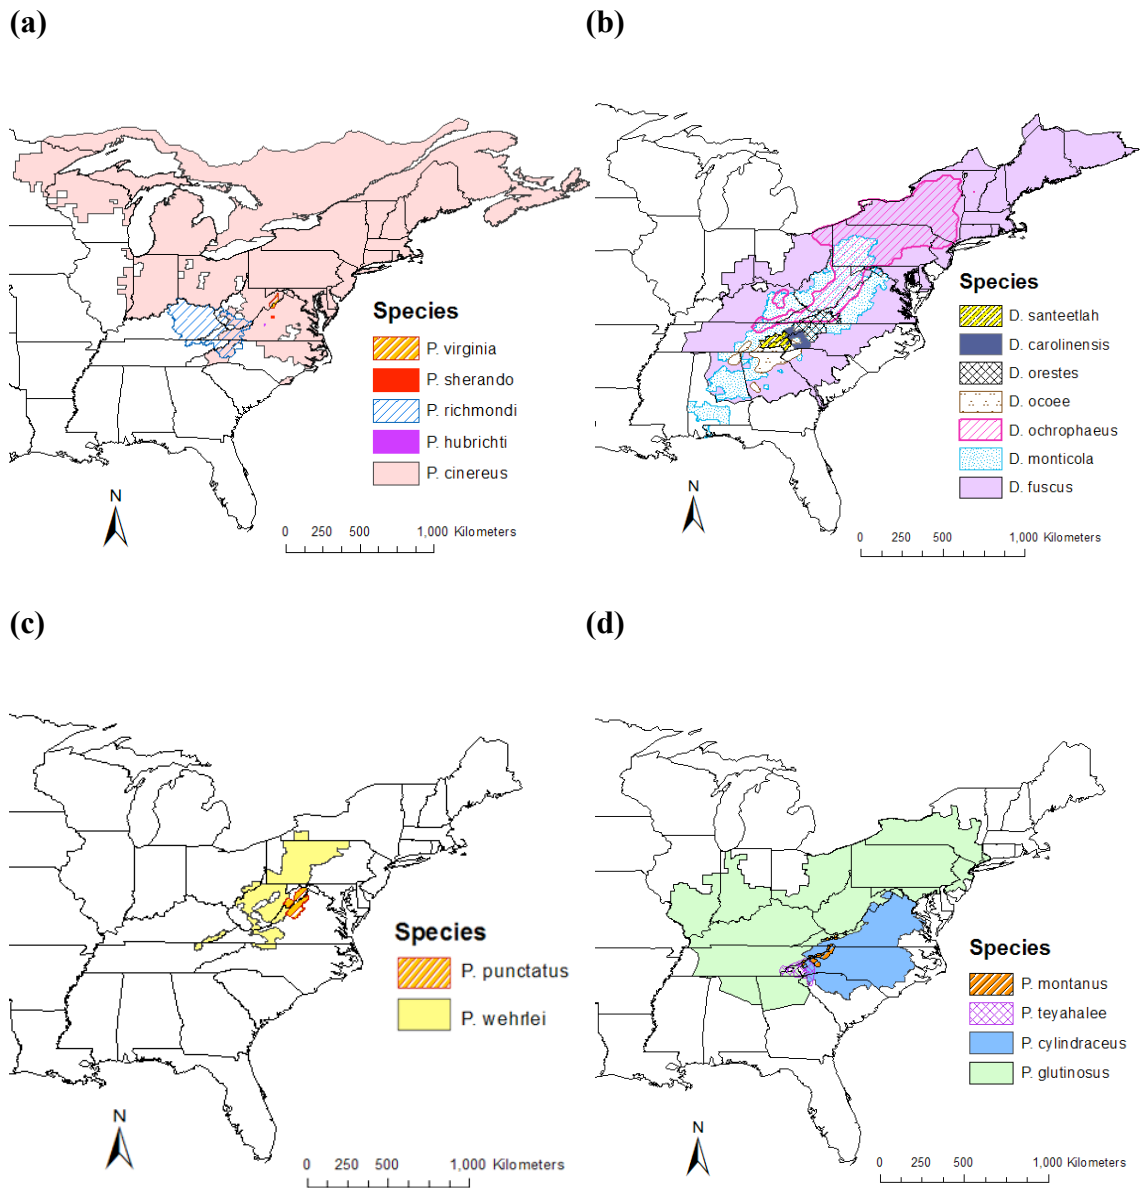 (a)
Species
P. virginia
P. sherando
P. richmondi
P. hubrichti
P. cinereus
N
0 250 500 1,000 Kilometers
(b)
Species
D. santeetlah
D. carolinensis
D. orestes
D. ocoee
D. ochrophaeus
D. monticola
D. fuscus
N
0 250 500 1,000 Kilometers
(c)
Species
P. punctatus
P. wehrlei
N
0 250 500 1,000 Kilometers
(d)
Species
P. montanus
P. teyahalee
P. cylindraceus
P. glutinosus
N
0 250 500 1,000 Kilometers